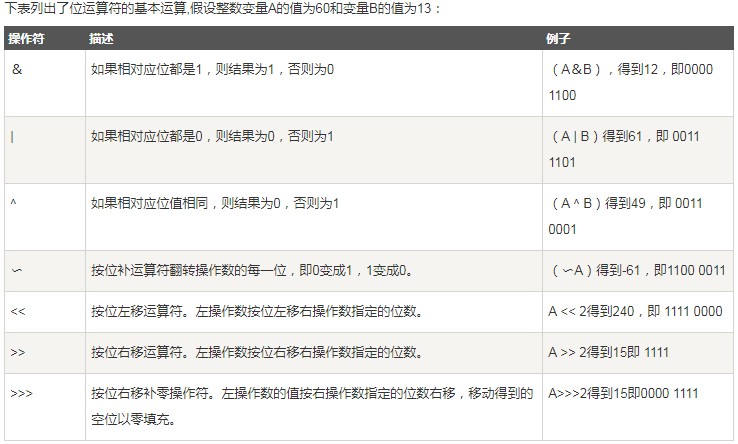 下表列出了位运算符的基本运算,假设整数变量A的值为60和变量B的值为13：
操作符 描述 例子
& 如果相对应位都是1，则结果为1，否则为0 （A&B），得到12，即0000
1100
| 如果相对应位都是0，则结果为0，否则为1 （A | B）得到61，即 0011
1101
^ 如果相对应位值相同，则结果为0，否则为1 （A ^ B）得到49，即 0011
0001
〜 按位补运算符翻转操作数的每一位，即0变成1，1变成0。 （〜A）得到-61，即1100 0011
<< 按位左移运算符。左操作数按位左移右操作数指定的位数。 A << 2得到240，即 1111 0000
>> 按位右移运算符。左操作数按位右移右操作数指定的位数。 A >> 2得到15即 1111
>>> 按位右移补零操作符。左操作数的值按右操作数指定的位数右移，移动得到的 A>>>2得到15即0000 1111
空位以零填充。